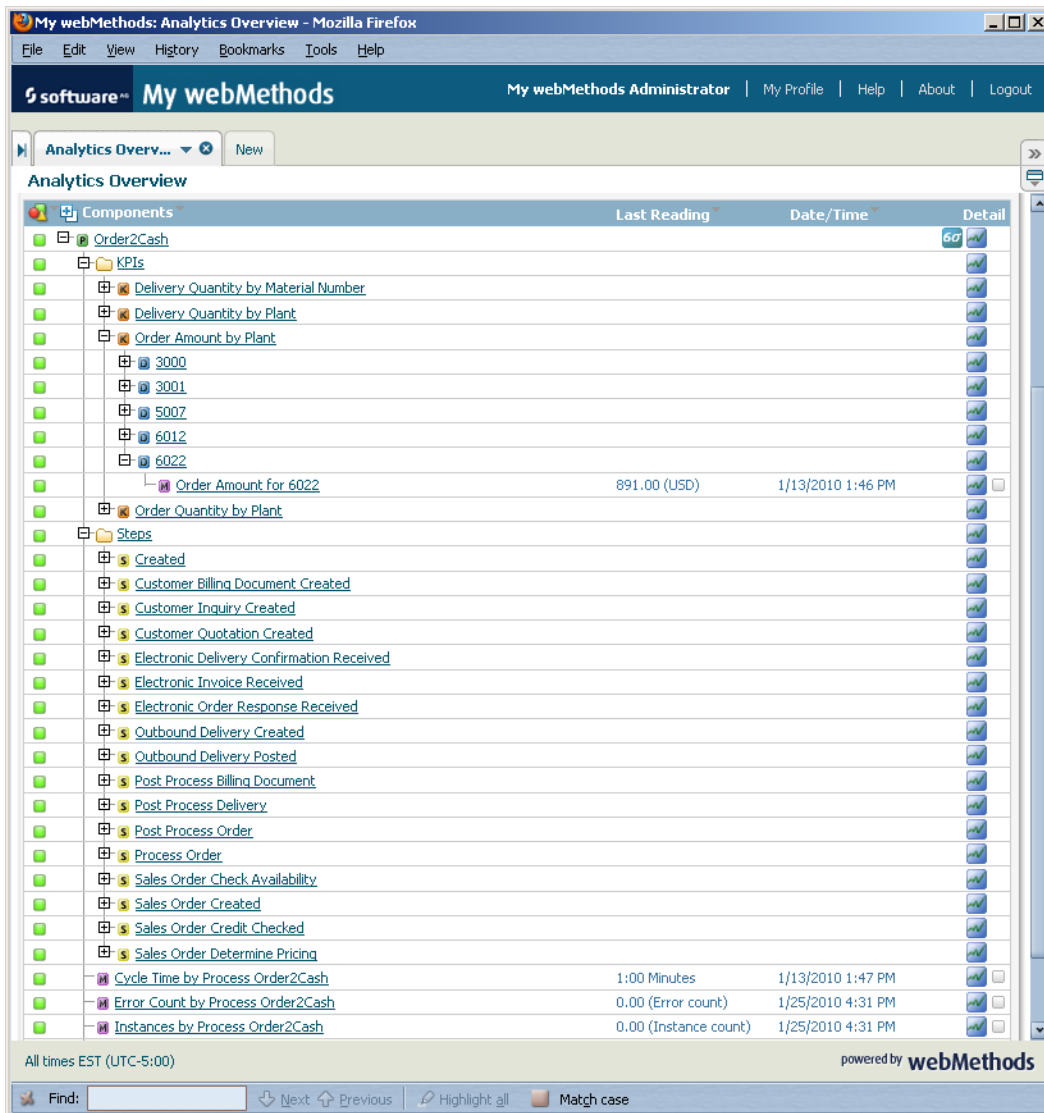 My webMethods: Analytics Overview - Mozilla Firefox
File Edit View History Bookmarks Tools Help
software AG My webMethods My webMethods Administrator | My Profile | Help | About | Logout
Analytics Overv... New
Analytics Overview
Components Last Reading Date/Time Detail
P Order2Cash 6σ
KPIs
K Delivery Quantity by Material Number
K Delivery Quantity by Plant
K Order Amount by Plant
D 3000
D 3001
D 5007
D 6012
D 6022
M Order Amount for 6022 891.00 (USD) 1/13/2010 1:46 PM
K Order Quantity by Plant
Steps
S Created
S Customer Billing Document Created
S Customer Inquiry Created
S Customer Quotation Created
S Electronic Delivery Confirmation Received
S Electronic Invoice Received
S Electronic Order Response Received
S Outbound Delivery Created
S Outbound Delivery Posted
S Post Process Billing Document
S Post Process Delivery
S Post Process Order
S Process Order
S Sales Order Check Availability
S Sales Order Created
S Sales Order Credit Checked
S Sales Order Determine Pricing
M Cycle Time by Process Order2Cash 1:00 Minutes 1/13/2010 1:47 PM
M Error Count by Process Order2Cash 0.00 (Error count) 1/25/2010 4:31 PM
M Instances by Process Order2Cash 0.00 (Instance count) 1/25/2010 4:31 PM
All times EST (UTC-5:00) powered by webMethods
Find: Next Previous Highlight all Match case